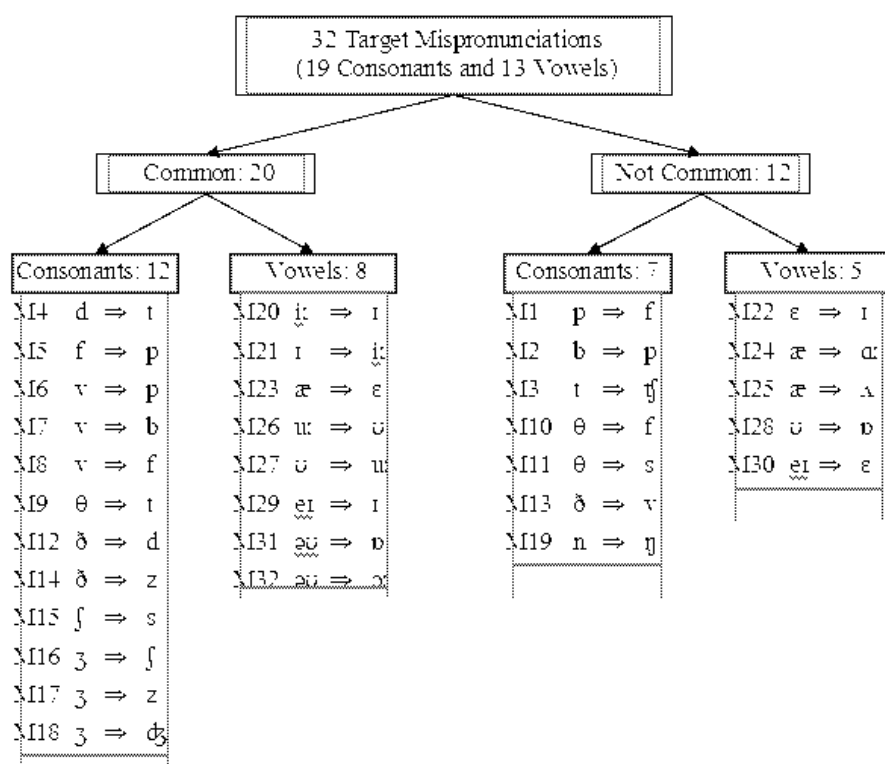 32 Target Mispronunciations
(19 Consonants and 13 Vowels)
Common: 20
Not Common: 12
Consonants: 12
M4 d ⇒ t
M5 f ⇒ p
M6 v ⇒ p
M7 v ⇒ b
M8 v ⇒ f
M9 θ ⇒ t
M12 ð ⇒ d
M14 ð ⇒ z
M15 ʃ ⇒ s
M16 ʒ ⇒ ʃ
M17 ʒ ⇒ z
M18 ʒ ⇒ ʤ
Vowels: 8
M20 iː ⇒ ɪ
M21 ɪ ⇒ iː
M23 æ ⇒ ɛ
M26 uː ⇒ ʊ
M27 ʊ ⇒ uː
M29 eɪ ⇒ ɪ
M31 əʊ ⇒ ɒ
M32 əʊ ⇒ ɔː
Consonants: 7
M1 p ⇒ f
M2 b ⇒ p
M3 t ⇒ ʧ
M10 θ ⇒ f
M11 θ ⇒ s
M13 ð ⇒ v
M19 n ⇒ ŋ
Vowels: 5
M22 ɛ ⇒ ɪ
M24 æ ⇒ ɑː
M25 æ ⇒ ʌ
M28 ʊ ⇒ ɒ
M30 eɪ ⇒ ɛ